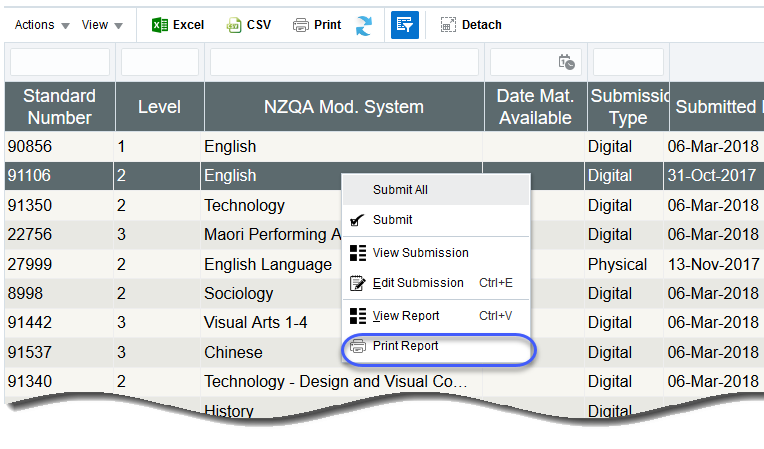 Actions View Excel CSV Print Detach
Standard Number Level NZQA Mod. System Date Mat. Available Submissio Type Submitted
90856 1 English Digital 06-Mar-2018
91106 2 English Digital 31-Oct-2017
Submit All
91350 2 Technology Digital 06-Mar-2018
Submit
22756 3 Maori Performing A Digital 06-Mar-2018
View Submission
27999 2 English Language Physical 13-Nov-2017
Edit Submission Ctrl+E
8998 2 Sociology Digital 06-Mar-2018
View Report Ctrl+V
91442 3 Visual Arts 1-4 Digital 06-Mar-2018
Print Report
91537 3 Chinese Digital 06-Mar-2018
91340 2 Technology - Design and Visual Co... Digital 06-Mar-2018
History Digital